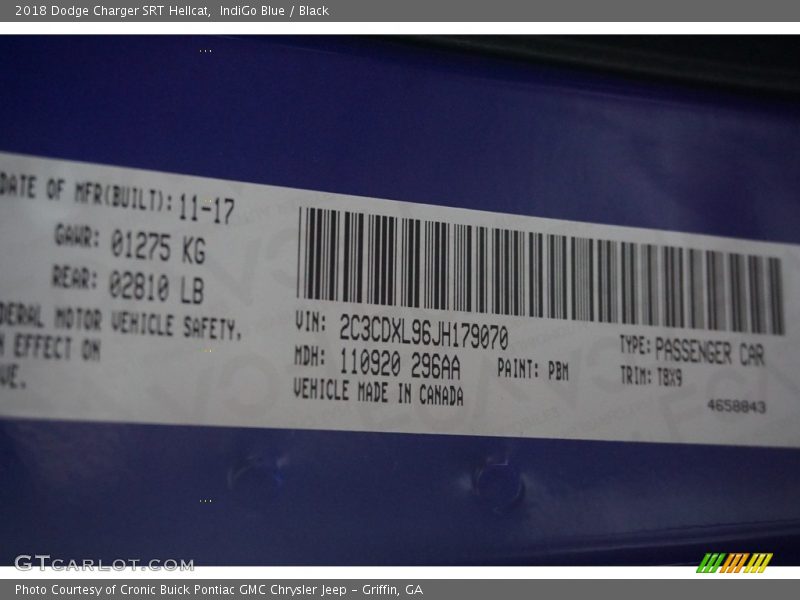 2018 Dodge Charger SRT Hellcat, IndiGo Blue / Black
DATE OF MFR(BUILT): 11-17
GAWR: 01275 KG
REAR: 02810 LB
DERAL MOTOR VEHICLE SAFETY,
N EFFECT ON
VE.
VIN: 2C3CDXL96JH179070
MDH: 110920 296AA
PAINT: PBM
VEHICLE MADE IN CANADA
TYPE: PASSENGER CAR
TRIM: T8X9
4658843
GTCARLOT.COM
Photo Courtesy of Cronic Buick Pontiac GMC Chrysler Jeep - Griffin, GA